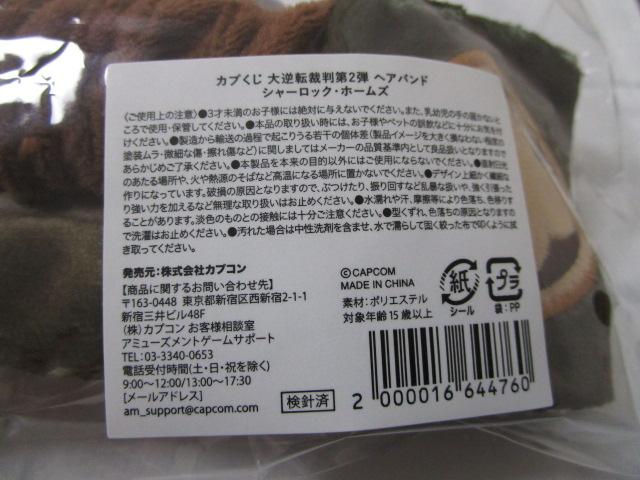 カプくじ 大逆転裁判第2弾 ヘアバンド
シャーロック・ホームズ
〈ご使用上の注意〉●3才未満のお子様には絶対に与えないでください。また、乳幼児の手の届かないと
ころで使用・保管してください。●本品の取り扱い時には、お子様やペットの誤飲などに十分にお気を付
けください。●製造から輸送の過程で起こりうる若干の個体差(製品イメージを大きく損なわない程度の
塗装ムラ・微細な傷・擦れ傷など)に関しましてはメーカーの品質基準内として良品扱いとなりますので
あらかじめご了承ください。●本製品を本来の目的以外にはご使用にならないでください。●直射日光
のあたる場所や、火や熱源のそばなど高温になる場所に置かないでください。●デザイン上細かく繊細な
作りになっています。破損の原因となりますので、ぶつけたり、振り回すなど乱暴な扱いや、強く引張った
り強い力を加えるなど無理な取り扱いはお止めください。●水濡れや汗、摩擦等により色落ち、色移りす
ることがあります。淡色のものとの接触には十分ご注意ください。●型くずれ、色落ちの原因となりますの
で洗濯はお止めください。●汚れた場合は中性洗剤を含ませ、水で濡らして固く絞った布で叩くように拭
き取ってください。
発売元:株式会社カプコン
【商品に関するお問い合わせ先】
〒163-0448 東京都新宿区西新宿2-1-1
新宿三井ビル48F
(株)カプコン お客様相談室
アミューズメントゲームサポート
TEL:03-3340-0653
電話受付時間(土・日・祝を除く)
9:00〜12:00/13:00〜17:30
[メールアドレス]
am_support@capcom.com
検針済
©CAPCOM
MADE IN CHINA
素材:ポリエステル
対象年齢15歳以上
紙
シール
プラ
袋:PP
2 000016 644760